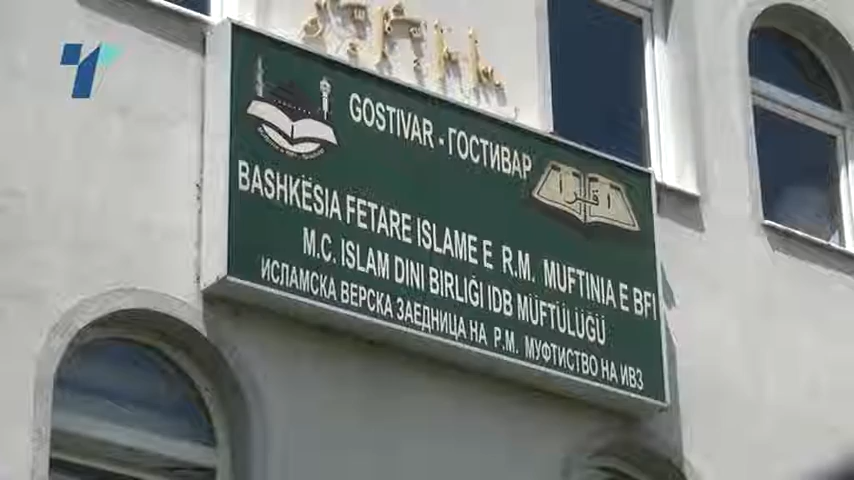 GOSTIVAR - ГОСТИВАР
اقرأ
BASHKËSIA FETARE ISLAME E R.M. MUFTINIA E BFI
M.C. ISLAM DINI BIRLIĞI IDB MÜFTÜLÜĞÜ
ИСЛАМСКА ВЕРСКА ЗАЕДНИЦА НА Р.М. МУФТИСТВО НА ИВЗ